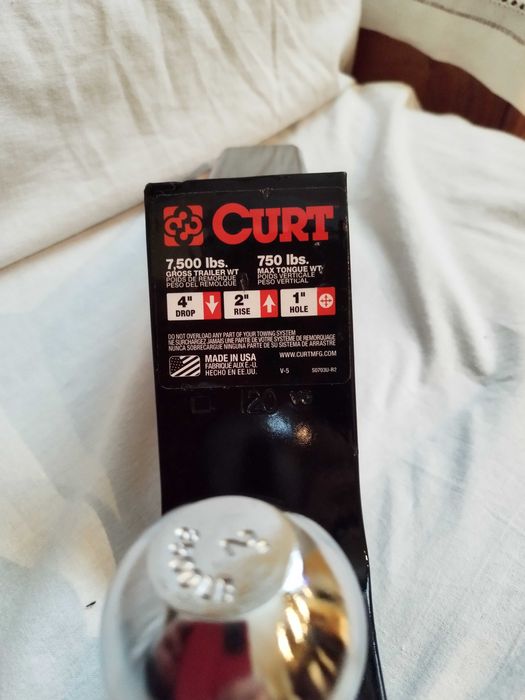 CURT
7,500 lbs. 750 lbs.
GROSS TRAILER WT MAX TONGUE WT
POIDS DE REMORQUE POIDS VERTICALE
PESO DEL REMOLQUE PESO VERTICAL
4" 2" 1"
DROP RISE HOLE
DO NOT OVERLOAD ANY PART OF YOUR TOWING SYSTEM
NE SURCHARGEZ JAMAIS UNE PARTIE DE VOTRE SYSTÈME DE REMORQUAGE
NUNCA SOBRECARGUE NINGUNA PARTE DE SU SISTEMA DE ARRASTRE
MADE IN USA WWW.CURTMFG.COM
FABRIQUÉ AUX É.-U.
HECHO EN EE.UU. V-5 50703U-R2
120
2